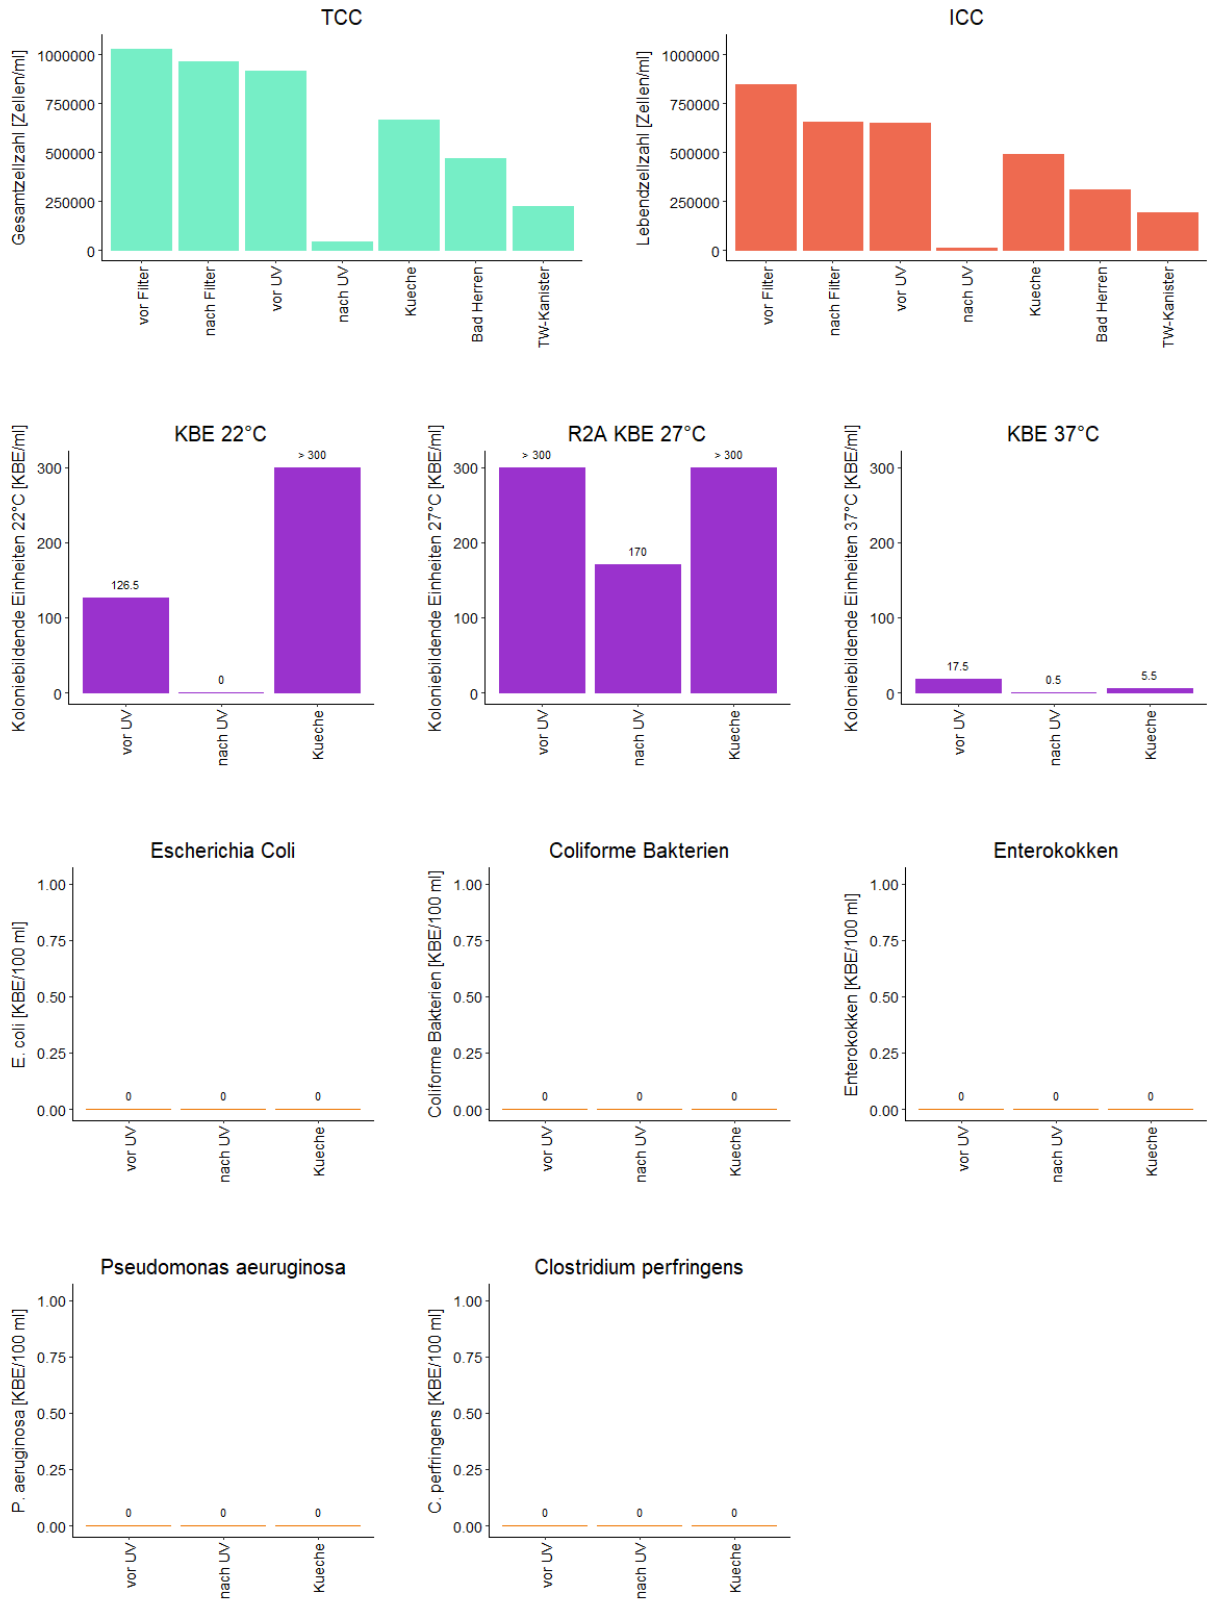 TCC
Gesamtzellzahl [Zellen/ml]
1000000
750000
500000
250000
0
vor Filter
nach Filter
vor UV
nach UV
Kueche
Bad Herren
TW-Kanister
ICC
Lebendzellzahl [Zellen/ml]
1000000
750000
500000
250000
0
vor Filter
nach Filter
vor UV
nach UV
Kueche
Bad Herren
TW-Kanister
KBE 22°C
Koloniebildende Einheiten 22°C [KBE/ml]
300
200
100
0
126.5
0
> 300
vor UV
nach UV
Kueche
R2A KBE 27°C
Koloniebildende Einheiten 27°C [KBE/ml]
300
200
100
0
> 300
170
> 300
vor UV
nach UV
Kueche
KBE 37°C
Koloniebildende Einheiten 37°C [KBE/ml]
300
200
100
0
17.5
0.5
5.5
vor UV
nach UV
Kueche
Escherichia Coli
E. coli [KBE/100 ml]
1.00
0.75
0.50
0.25
0.00
0
0
0
vor UV
nach UV
Kueche
Coliforme Bakterien
Coliforme Bakterien [KBE/100 ml]
1.00
0.75
0.50
0.25
0.00
0
0
0
vor UV
nach UV
Kueche
Enterokokken
Enterokokken [KBE/100 ml]
1.00
0.75
0.50
0.25
0.00
0
0
0
vor UV
nach UV
Kueche
Pseudomonas aeuruginosa
P. aeruginosa [KBE/100 ml]
1.00
0.75
0.50
0.25
0.00
0
0
0
vor UV
nach UV
Kueche
Clostridium perfringens
C. perfringens [KBE/100 ml]
1.00
0.75
0.50
0.25
0.00
0
0
0
vor UV
nach UV
Kueche